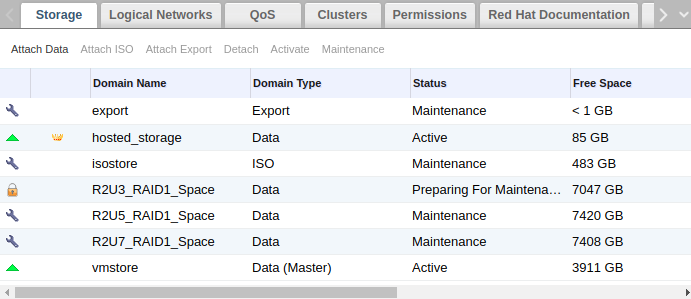 Storage Logical Networks QoS Clusters Permissions Red Hat Documentation
Attach Data Attach ISO Attach Export Detach Activate Maintenance
Domain Name Domain Type Status Free Space
export Export Maintenance < 1 GB
hosted_storage Data Active 85 GB
isostore ISO Maintenance 483 GB
R2U3_RAID1_Space Data Preparing For Maintena... 7047 GB
R2U5_RAID1_Space Data Maintenance 7420 GB
R2U7_RAID1_Space Data Maintenance 7408 GB
vmstore Data (Master) Active 3911 GB